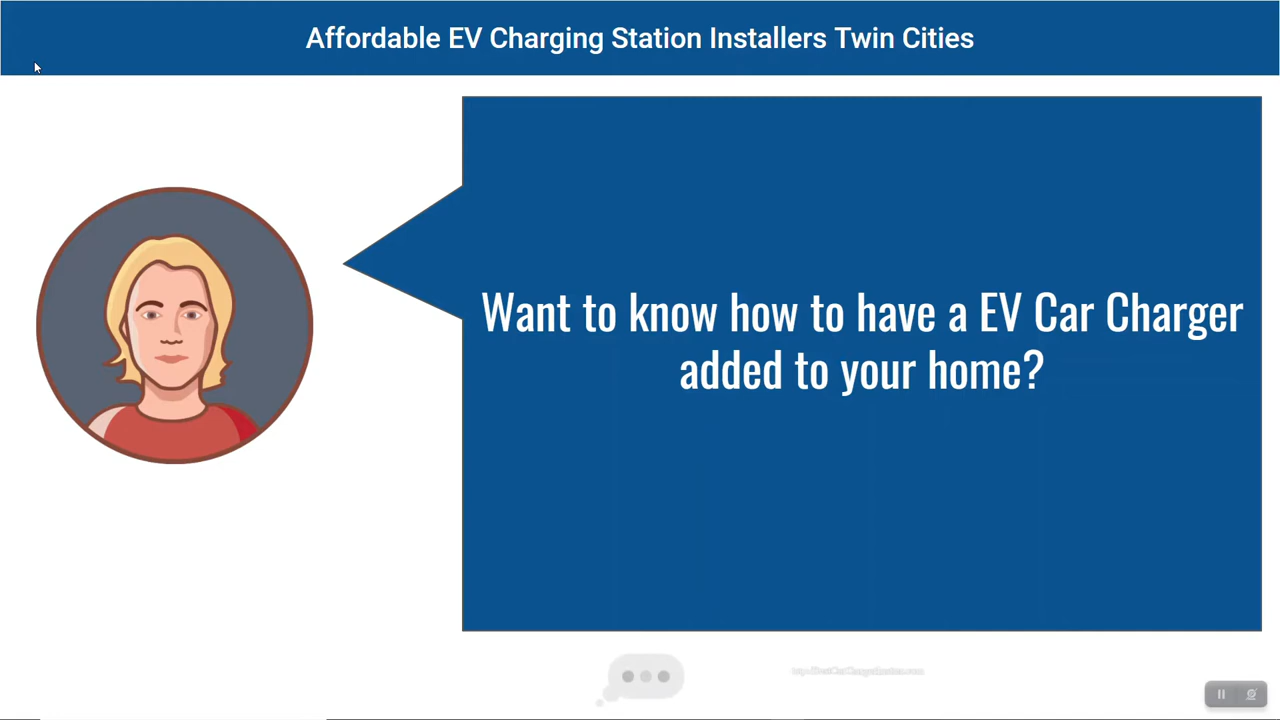 Affordable EV Charging Station Installers Twin Cities
Want to know how to have a EV Car Charger
added to your home?